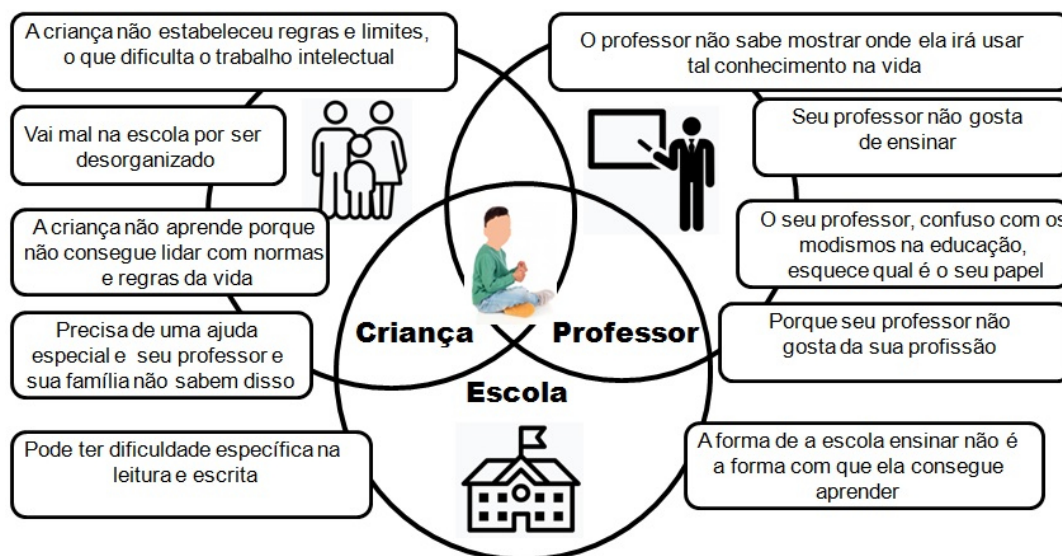 A criança não estabeleceu regras e limites,
o que dificulta o trabalho intelectual
O professor não sabe mostrar onde ela irá usar
tal conhecimento na vida
Vai mal na escola por ser
desorganizado
Seu professor não gosta
de ensinar
A criança não aprende porque
não consegue lidar com normas
e regras da vida
O seu professor, confuso com os
modismos na educação,
esquece qual é o seu papel
Precisa de uma ajuda
especial e seu professor e
sua família não sabem disso
Criança
Professor
Porque seu professor não
gosta da sua profissão
Escola
Pode ter dificuldade específica na
leitura e escrita
A forma de a escola ensinar não é
a forma com que ela consegue
aprender